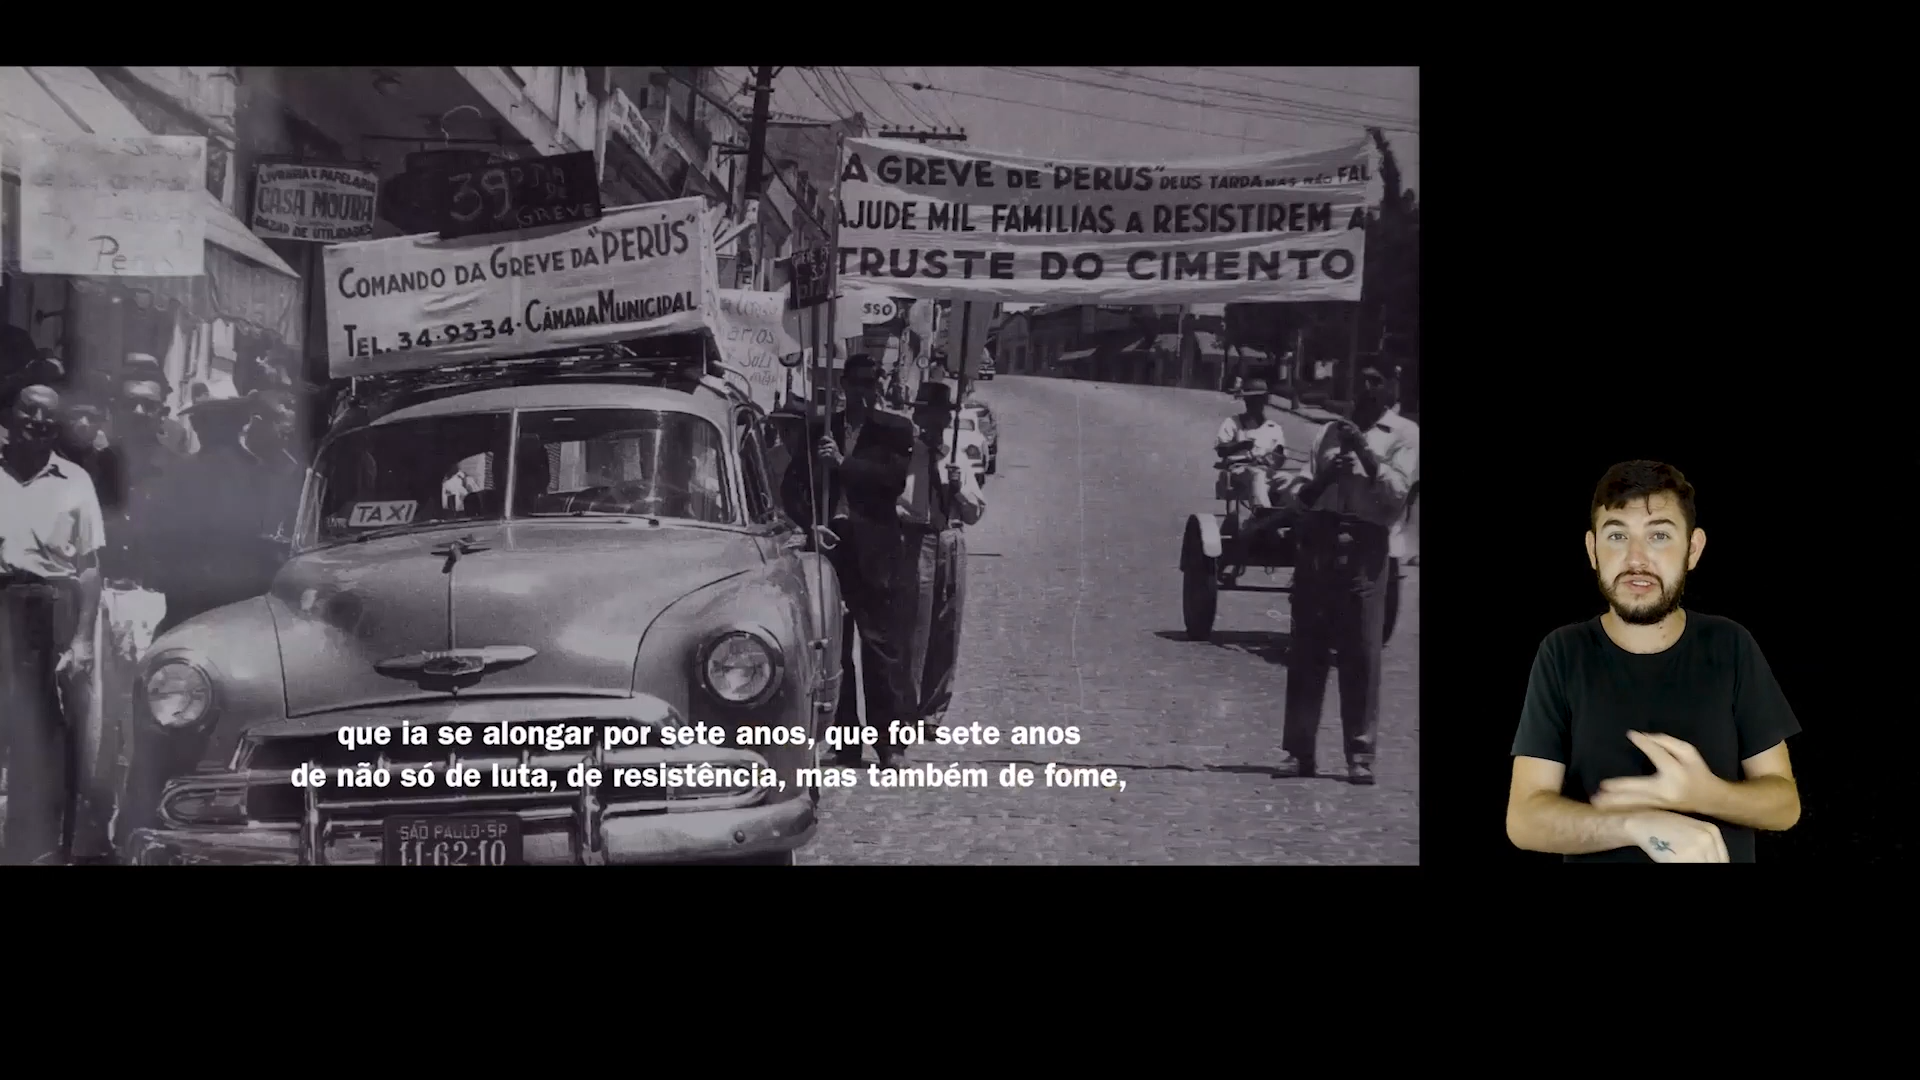 LIVRARIA E PAPELARIA
CASA MOURA
BAZAR DE UTILIDADES
39º DIA
DE
GREVE
COMANDO DA GREVE DA "PERÚS"
TEL. 34-9334 - CÂMARA MUNICIPAL
A GREVE DE "PERÚS" DEUS TARDA MAS NÃO FAL
AJUDE MIL FAMILIAS A RESISTIREM A
TRUSTE DO CIMENTO
TAXI
que ia se alongar por sete anos, que foi sete anos
de não só de luta, de resistência, mas também de fome,
SÃO PAULO-SP
11-62-10